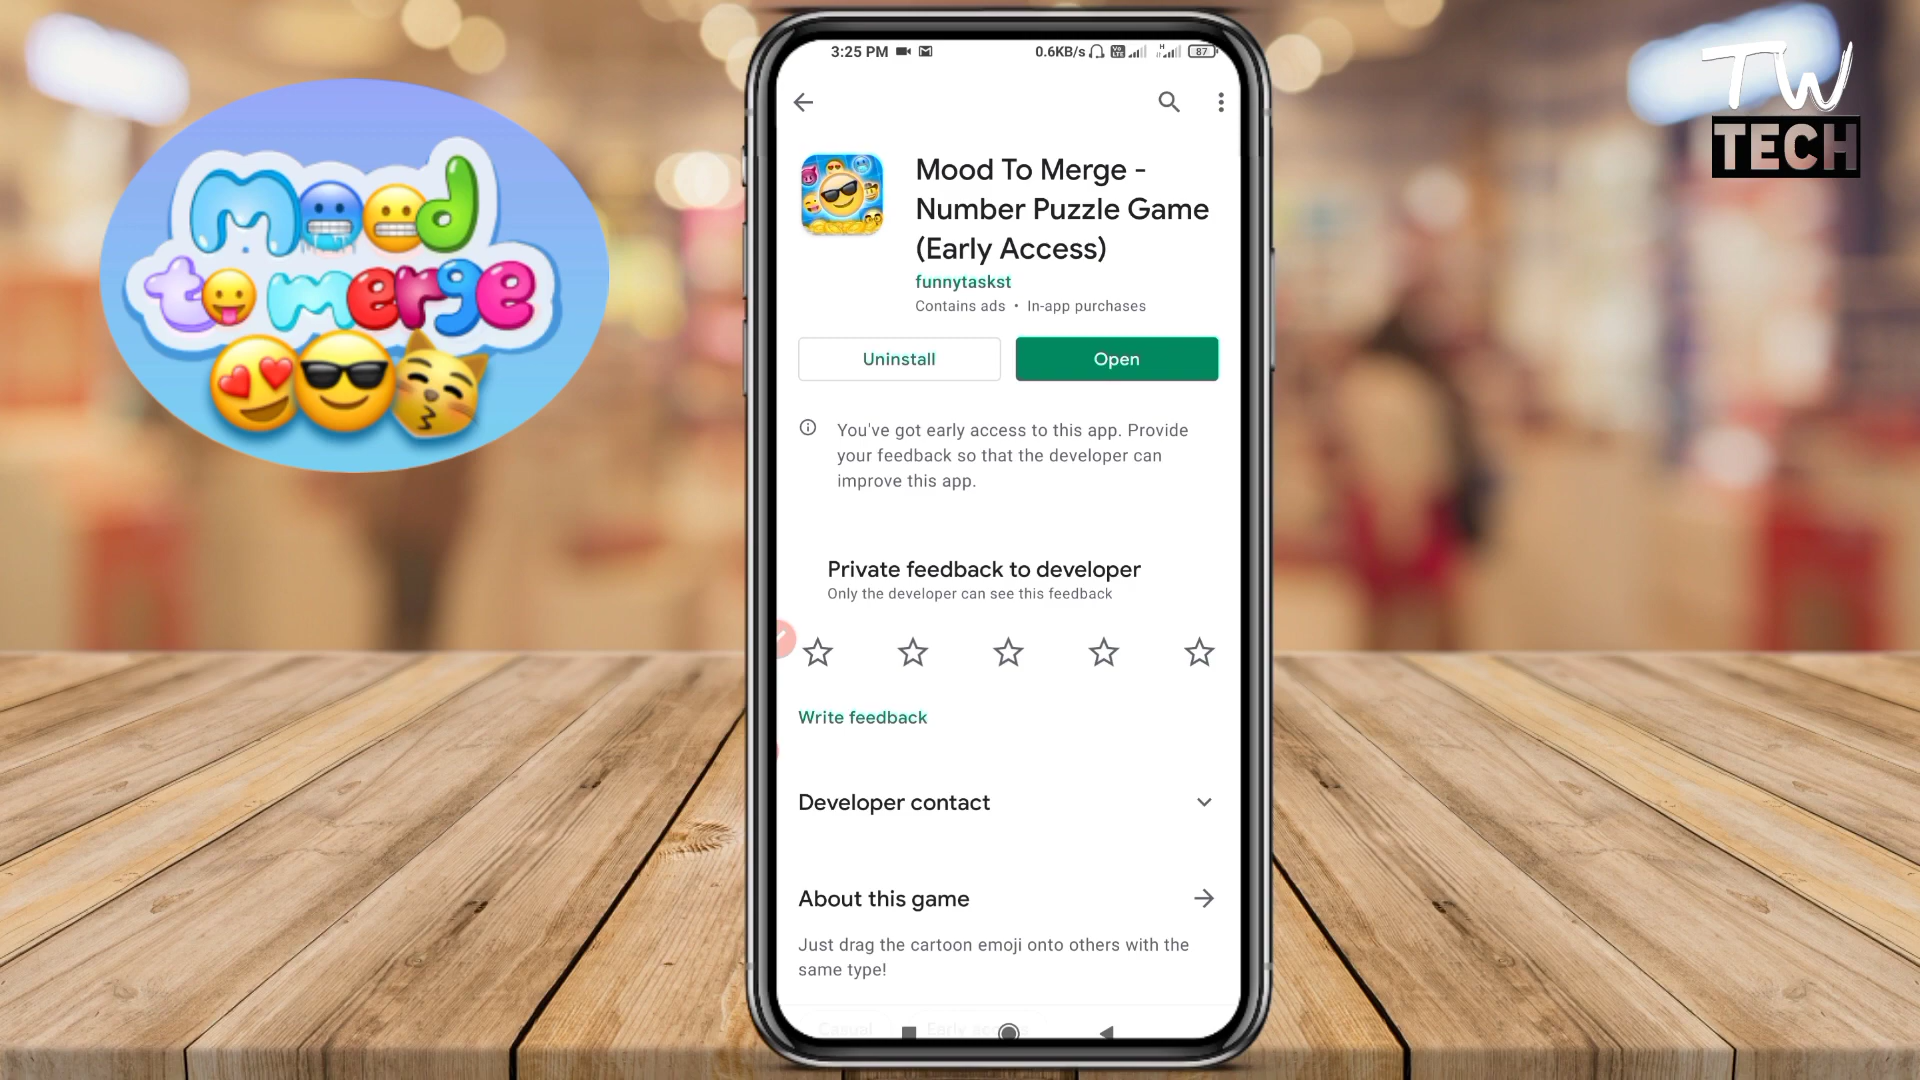 mood
to merge
TW
TECH
3:25 PM
0.6KB/s
87
Mood To Merge -
Number Puzzle Game
(Early Access)
funnytaskst
Contains ads • In-app purchases
Uninstall
Open
You've got early access to this app. Provide
your feedback so that the developer can
improve this app.
Private feedback to developer
Only the developer can see this feedback
Write feedback
Developer contact
About this game
Just drag the cartoon emoji onto others with the
same type!
Casual